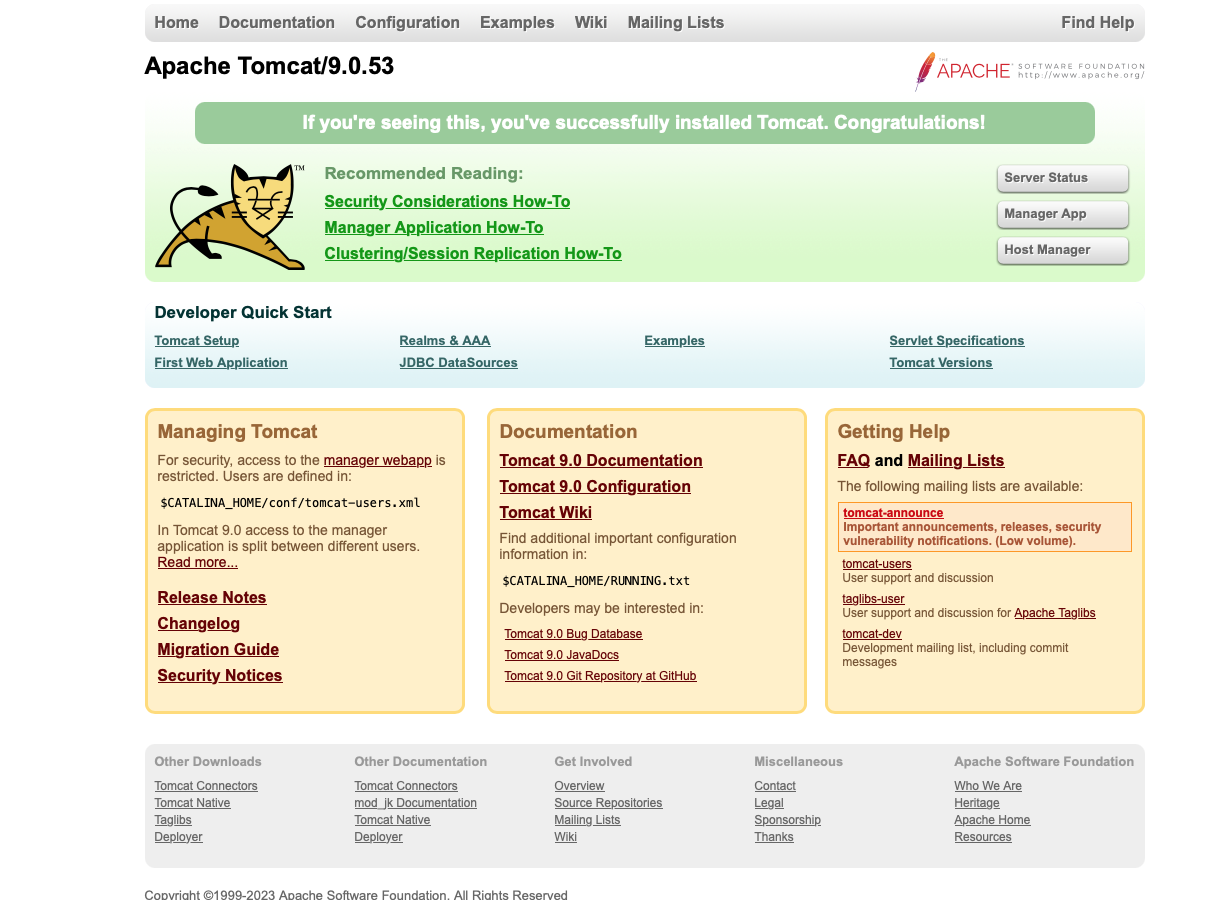 Home Documentation Configuration Examples Wiki Mailing Lists Find Help
Apache Tomcat/9.0.53
THE APACHE SOFTWARE FOUNDATION
http://www.apache.org/
If you're seeing this, you've successfully installed Tomcat. Congratulations!
TM
Recommended Reading:
Security Considerations How-To
Manager Application How-To
Clustering/Session Replication How-To
Server Status
Manager App
Host Manager
Developer Quick Start
Tomcat Setup
First Web Application
Realms & AAA
JDBC DataSources
Examples
Servlet Specifications
Tomcat Versions
Managing Tomcat
For security, access to the manager webapp is
restricted. Users are defined in:
$CATALINA_HOME/conf/tomcat-users.xml
In Tomcat 9.0 access to the manager
application is split between different users.
Read more...
Release Notes
Changelog
Migration Guide
Security Notices
Documentation
Tomcat 9.0 Documentation
Tomcat 9.0 Configuration
Tomcat Wiki
Find additional important configuration
information in:
$CATALINA_HOME/RUNNING.txt
Developers may be interested in:
Tomcat 9.0 Bug Database
Tomcat 9.0 JavaDocs
Tomcat 9.0 Git Repository at GitHub
Getting Help
FAQ and Mailing Lists
The following mailing lists are available:
tomcat-announce
Important announcements, releases, security
vulnerability notifications. (Low volume).
tomcat-users
User support and discussion
taglibs-user
User support and discussion for Apache Taglibs
tomcat-dev
Development mailing list, including commit
messages
Other Downloads
Tomcat Connectors
Tomcat Native
Taglibs
Deployer
Other Documentation
Tomcat Connectors
mod_jk Documentation
Tomcat Native
Deployer
Get Involved
Overview
Source Repositories
Mailing Lists
Wiki
Miscellaneous
Contact
Legal
Sponsorship
Thanks
Apache Software Foundation
Who We Are
Heritage
Apache Home
Resources
Copyright ©1999-2023 Apache Software Foundation. All Rights Reserved